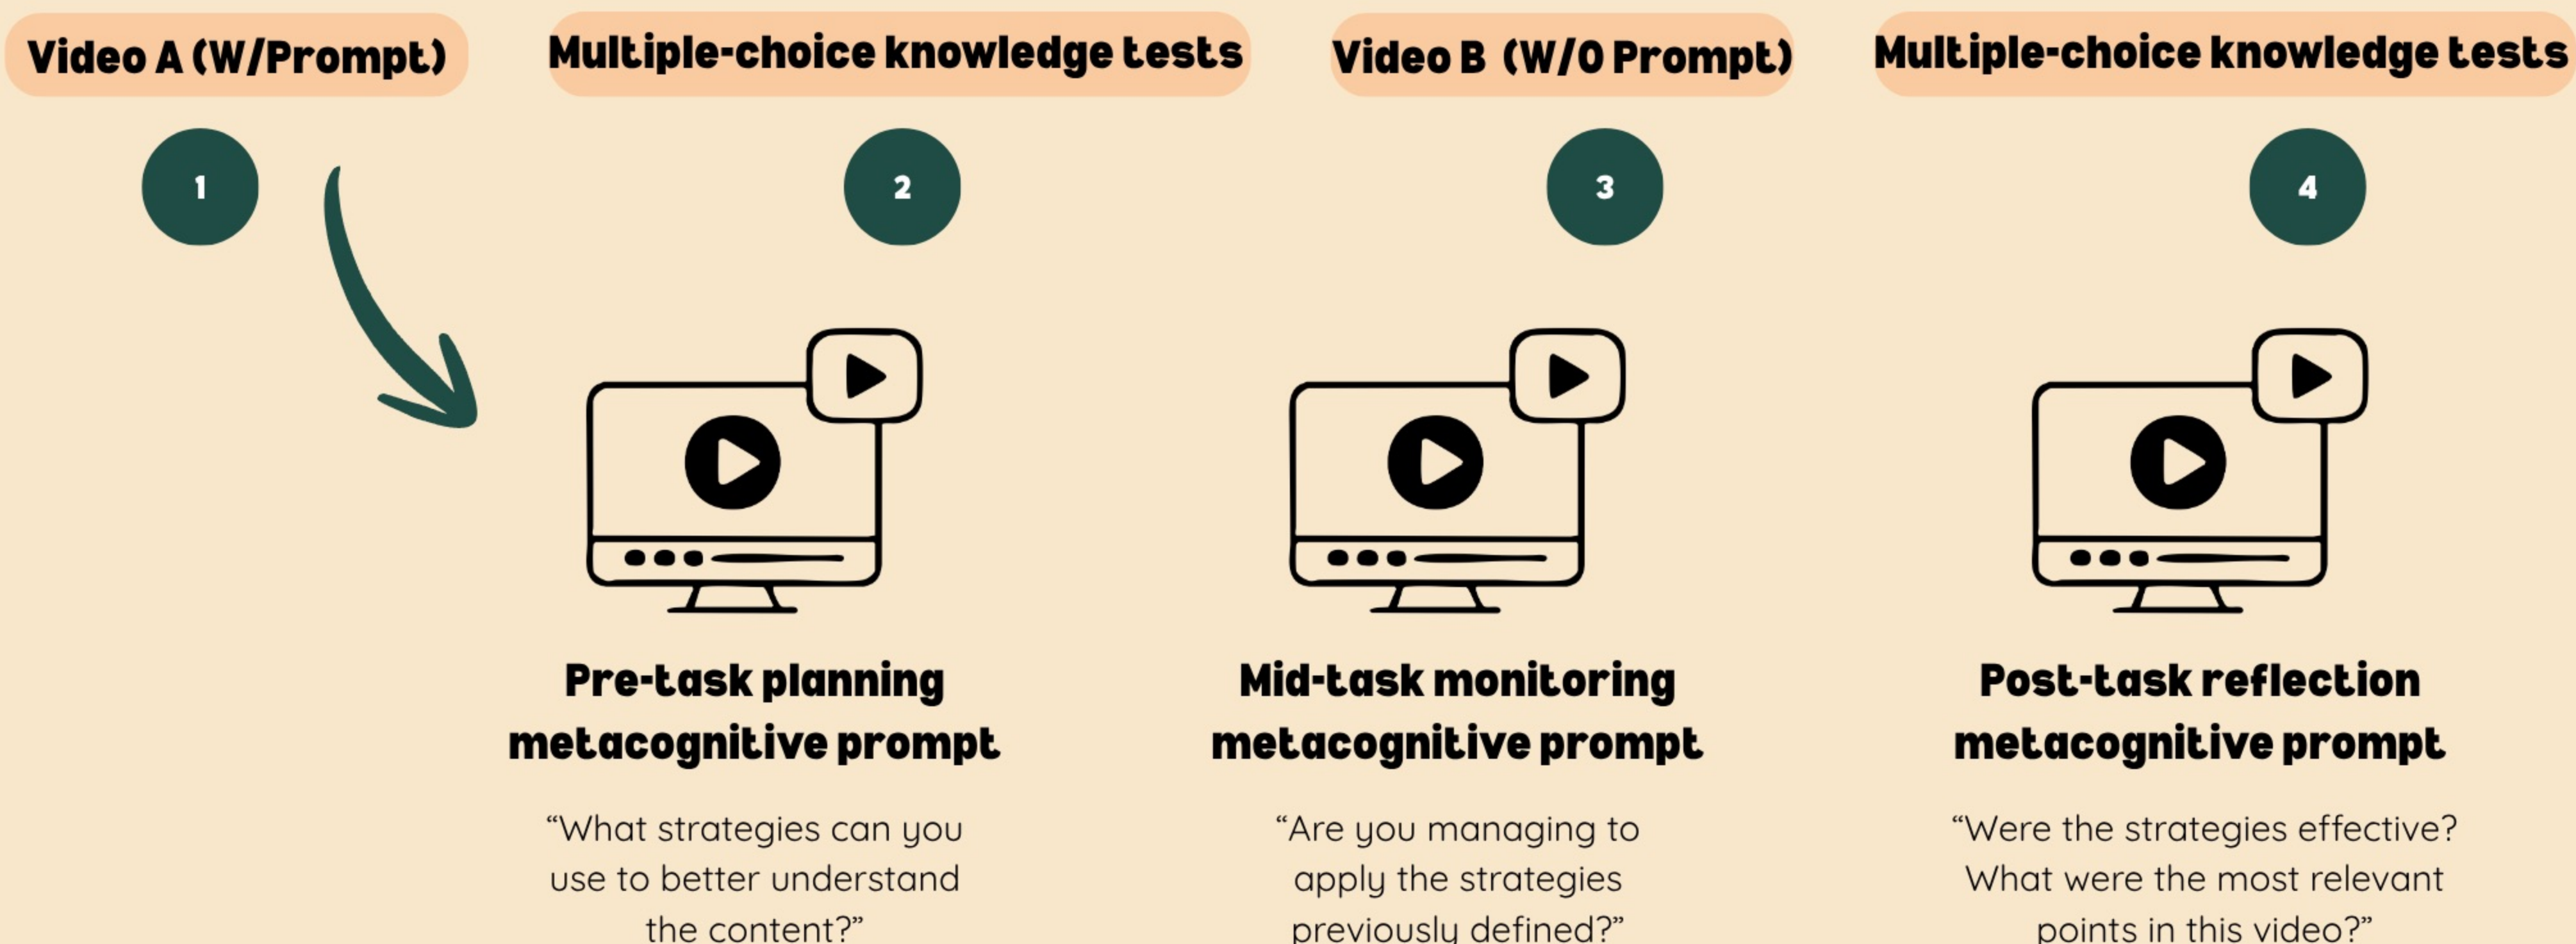 Video A (W/Prompt)
Multiple-choice knowledge tests
Video B (W/O Prompt)
Multiple-choice knowledge tests
1
2
3
4
Pre-task planning
metacognitive prompt
“What strategies can you
use to better understand
the content?”
Mid-task monitoring
metacognitive prompt
“Are you managing to
apply the strategies
previously defined?”
Post-task reflection
metacognitive prompt
“Were the strategies effective?
What were the most relevant
points in this video?”